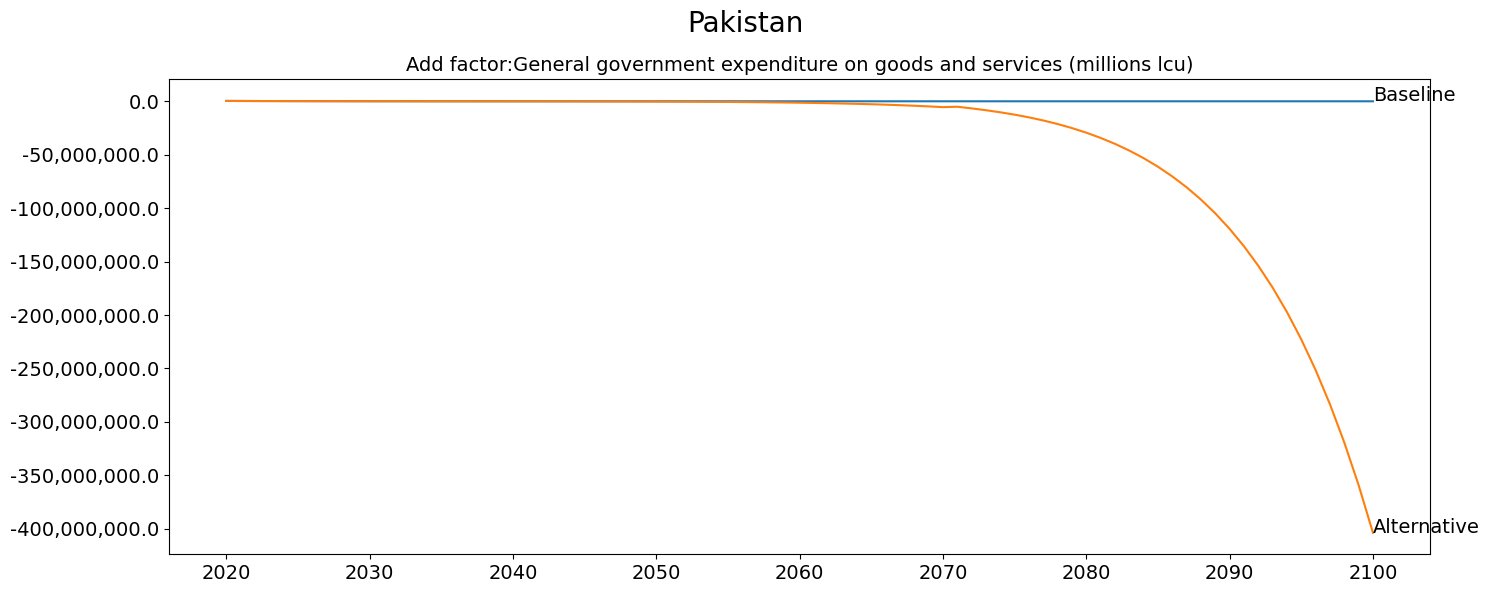 Pakistan
Add factor:General government expenditure on goods and services (millions lcu)
0.0
Baseline
-50,000,000.0
-100,000,000.0
-150,000,000.0
-200,000,000.0
-250,000,000.0
-300,000,000.0
-350,000,000.0
-400,000,000.0
Alternative
2020 2030 2040 2050 2060 2070 2080 2090 2100